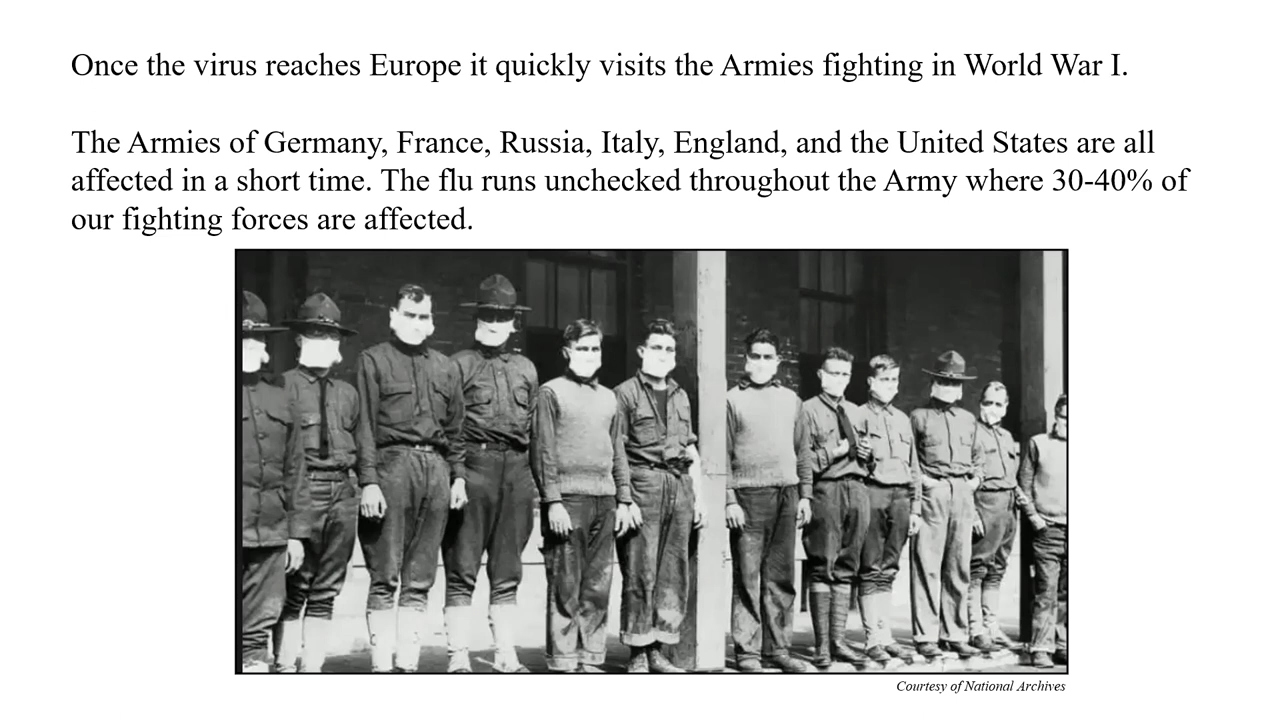 Once the virus reaches Europe it quickly visits the Armies fighting in World War I.
The Armies of Germany, France, Russia, Italy, England, and the United States are all
affected in a short time. The flu runs unchecked throughout the Army where 30-40% of
our fighting forces are affected.
Courtesy of National Archives